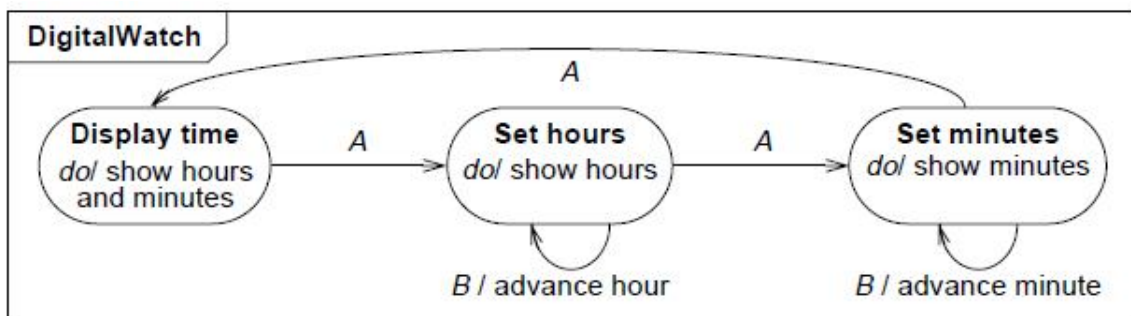 DigitalWatch
A
Display time
do/ show hours
and minutes
A
Set hours
do/ show hours
A
Set minutes
do/ show minutes
B / advance hour
B / advance minute